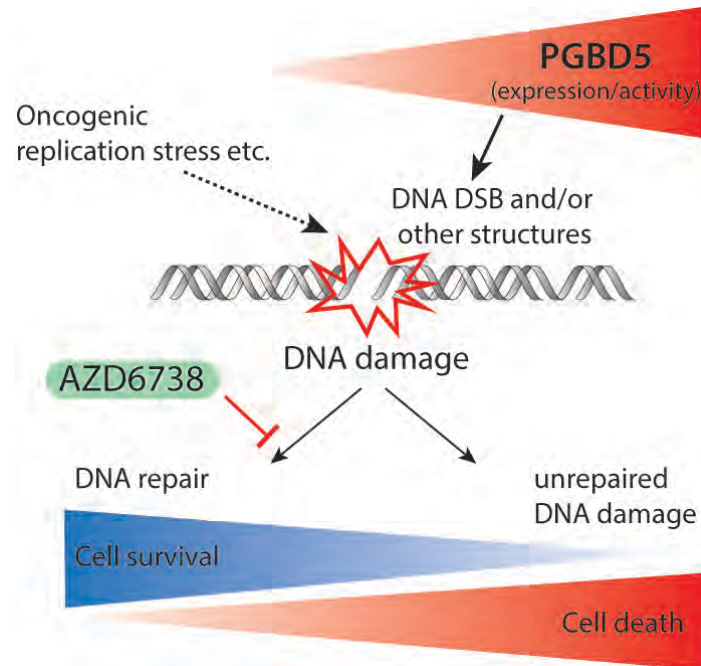 PGBD5
(expression/activity)
Oncogenic
replication stress etc.
DNA DSB and/or
other structures
DNA damage
AZD6738
DNA repair
unrepaired
DNA damage
Cell survival
Cell death